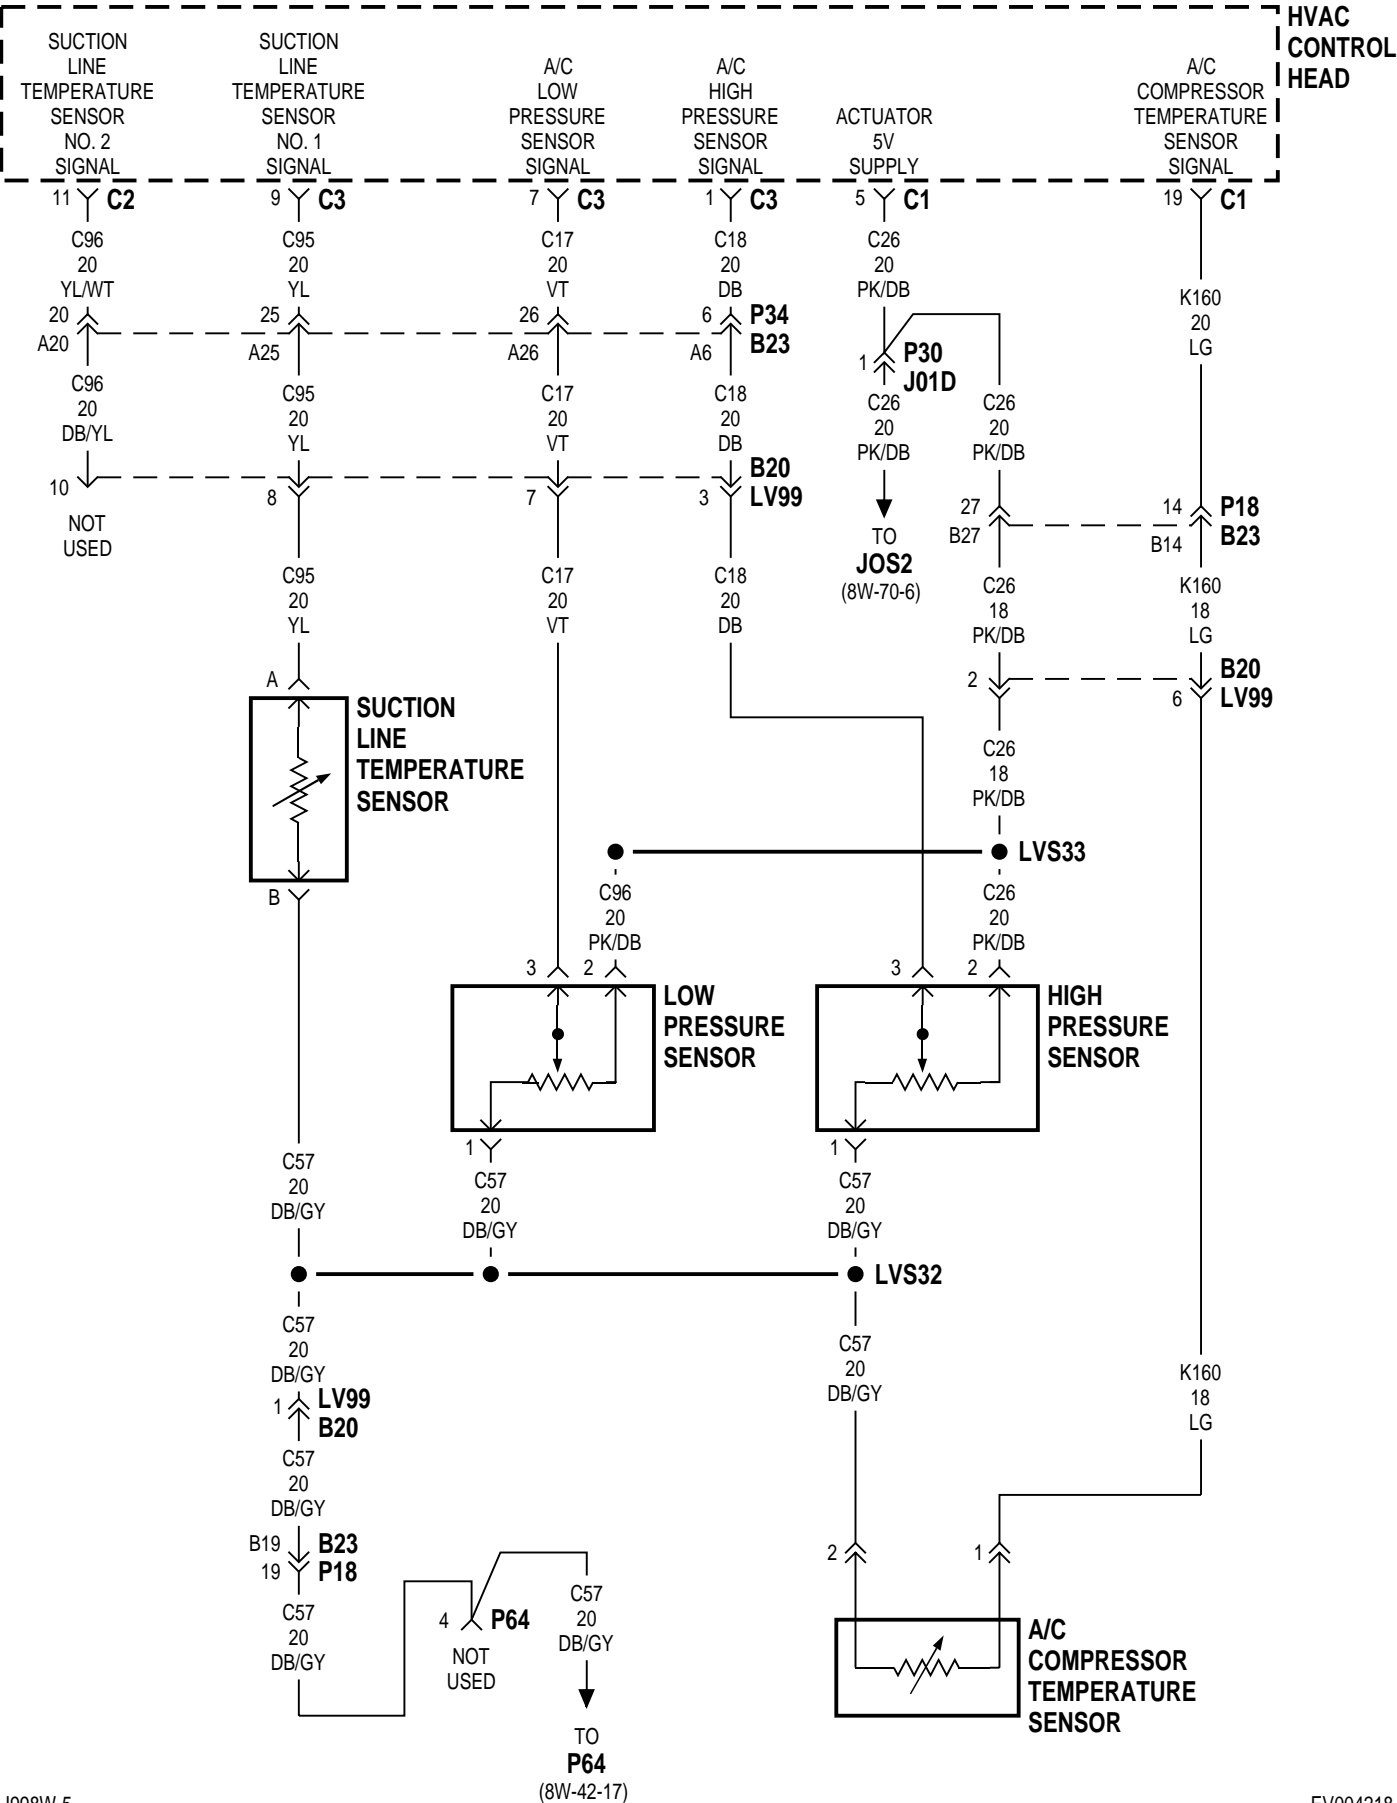 HVAC
CONTROL
HEAD
SUCTION
LINE
TEMPERATURE
SENSOR
NO. 2
SIGNAL
SUCTION
LINE
TEMPERATURE
SENSOR
NO. 1
SIGNAL
A/C
LOW
PRESSURE
SENSOR
SIGNAL
A/C
HIGH
PRESSURE
SENSOR
SIGNAL
ACTUATOR
5V
SUPPLY
A/C
COMPRESSOR
TEMPERATURE
SENSOR
SIGNAL
11 C2
9 C3
7 C3
1 C3
5 C1
19 C1
C96
20
YL/WT
C95
20
YL
C17
20
VT
C18
20
DB
C26
20
PK/DB
K160
20
LG
20
A20
25
A25
26
A26
6 P34
A6 B23
1 P30
J01D
C96
20
DB/YL
C95
20
YL
C17
20
VT
C18
20
DB
C26
20
PK/DB
C26
20
PK/DB
10
NOT
USED
8
7
B20
3 LV99
TO
JOS2
(8W-70-6)
27
B27
14 P18
B14 B23
C95
20
YL
C17
20
VT
C18
20
DB
C26
18
PK/DB
K160
18
LG
2
B20
6 LV99
A
SUCTION
LINE
TEMPERATURE
SENSOR
B
C26
18
PK/DB
LVS33
C96
20
PK/DB
C26
20
PK/DB
3 2
3 2
LOW
PRESSURE
SENSOR
HIGH
PRESSURE
SENSOR
1
1
C57
20
DB/GY
C57
20
DB/GY
C57
20
DB/GY
LVS32
C57
20
DB/GY
C57
20
DB/GY
K160
18
LG
1 LV99
B20
C57
20
DB/GY
B19 B23
19 P18
C57
20
DB/GY
4 P64
NOT
USED
C57
20
DB/GY
TO
P64
(8W-42-17)
2
1
A/C
COMPRESSOR
TEMPERATURE
SENSOR